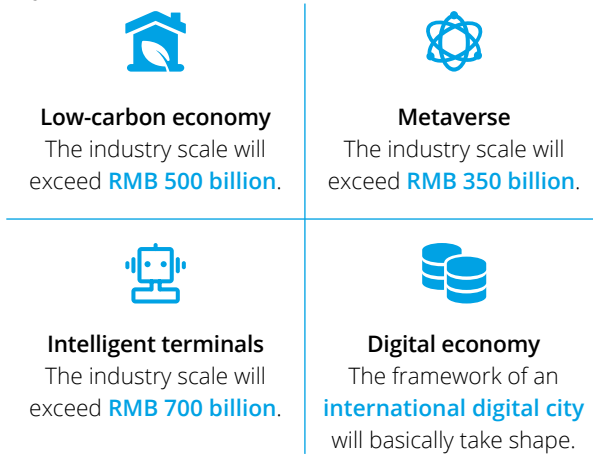 Low-carbon economy
The industry scale will
exceed RMB 500 billion.
Metaverse
The industry scale will
exceed RMB 350 billion.
Intelligent terminals
The industry scale will
exceed RMB 700 billion.
Digital economy
The framework of an
international digital city
will basically take shape.